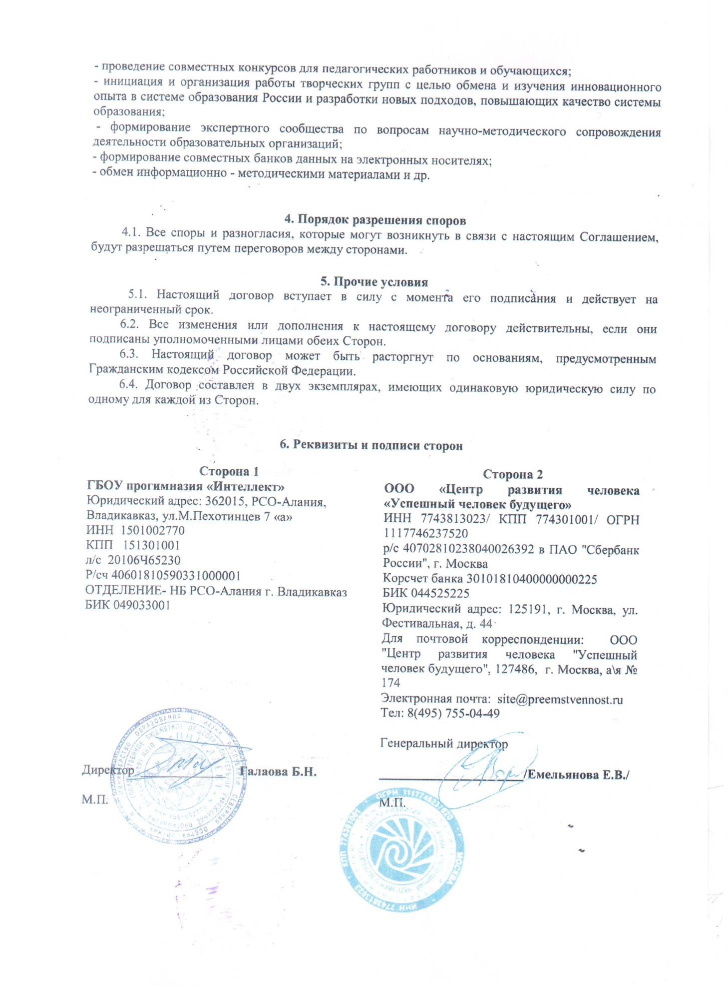 - проведение совместных конкурсов для педагогических работников и обучающихся;
- инициация и организация работы творческих групп с целью обмена и изучения инновационного
опыта в системе образования России и разработки новых подходов, повышающих качество системы
образования;
- формирование экспертного сообщества по вопросам научно-методического сопровождения
деятельности образовательных организаций;
- формирование совместных банков данных на электронных носителях;
- обмен информационно - методическими материалами и др.
4. Порядок разрешения споров
4.1. Все споры и разногласия, которые могут возникнуть в связи с настоящим Соглашением,
будут разрешаться путем переговоров между сторонами.
5. Прочие условия
5.1. Настоящий договор вступает в силу с момента его подписания и действует на
неограниченный срок.
6.2. Все изменения или дополнения к настоящему договору действительны, если они
подписаны уполномоченными лицами обеих Сторон.
6.3. Настоящий договор может быть расторгнут по основаниям, предусмотренным
Гражданским кодексом Российской Федерации.
6.4. Договор составлен в двух экземплярах, имеющих одинаковую юридическую силу по
одному для каждой из Сторон.
6. Реквизиты и подписи сторон
Сторона 1
ГБОУ прогимназия «Интеллект»
Юридический адрес: 362015, РСО-Алания,
Владикавказ, ул.М.Пехотинцев 7 «а»
ИНН 1501002770
КПП 151301001
л/с 20106Ч65230
Р/сч 40601810590331000001
ОТДЕЛЕНИЕ- НБ РСО-Алания г. Владикавказ
БИК 049033001
Директор Галаова Б.Н.
М.П.
Сторона 2
ООО «Центр развития человека
«Успешный человек будущего»
ИНН 7743813023/ КПП 774301001/ ОГРН
1117746237520
р/с 40702810238040026392 в ПАО "Сбербанк
России", г. Москва
Корсчет банка 30101810400000000225
БИК 044525225
Юридический адрес: 125191, г. Москва, ул.
Фестивальная, д. 44
Для почтовой корреспонденции: ООО
"Центр развития человека "Успешный
человек будущего", 127486, г. Москва, а\я №
174
Электронная почта: site@preemstvennost.ru
Тел: 8(495) 755-04-49
Генеральный директор
/Емельянова Е.В./
М.П.
ОГРН 1117746237520
МОСКВА
ИНН 7743813023
КПП 774301001